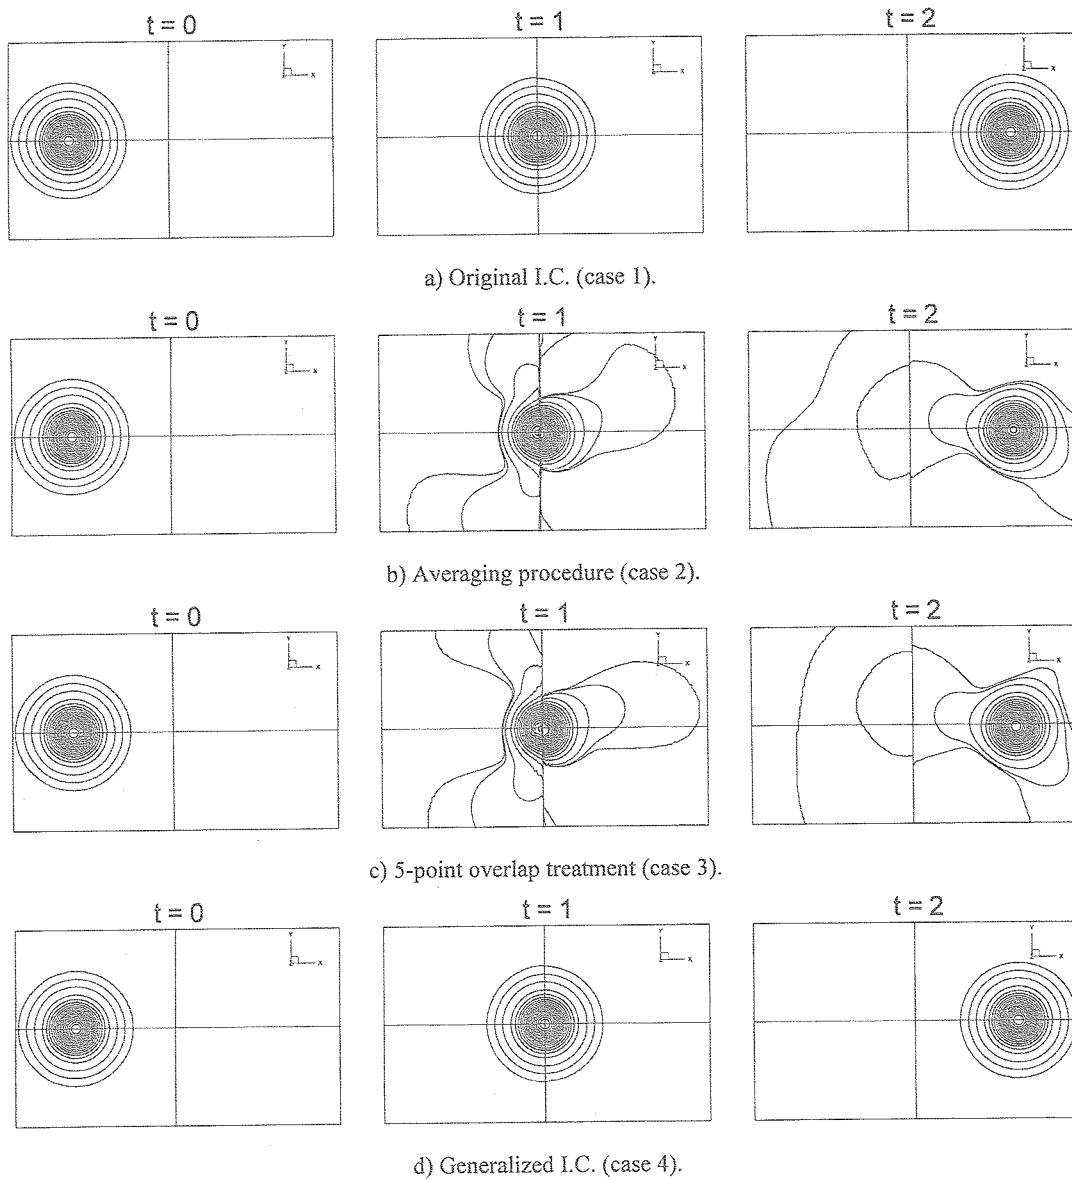 t = 0 t = 1 t = 2
Y X Y X Y X
a) Original I.C. (case 1).
t = 0 t = 1 t = 2
Y X Y X Y X
b) Averaging procedure (case 2).
t = 0 t = 1 t = 2
Y X Y X Y X
c) 5-point overlap treatment (case 3).
t = 0 t = 1 t = 2
Y X Y X Y X
d) Generalized I.C. (case 4).